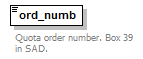 ord_numb
Quota order number. Box 39
in SAD.